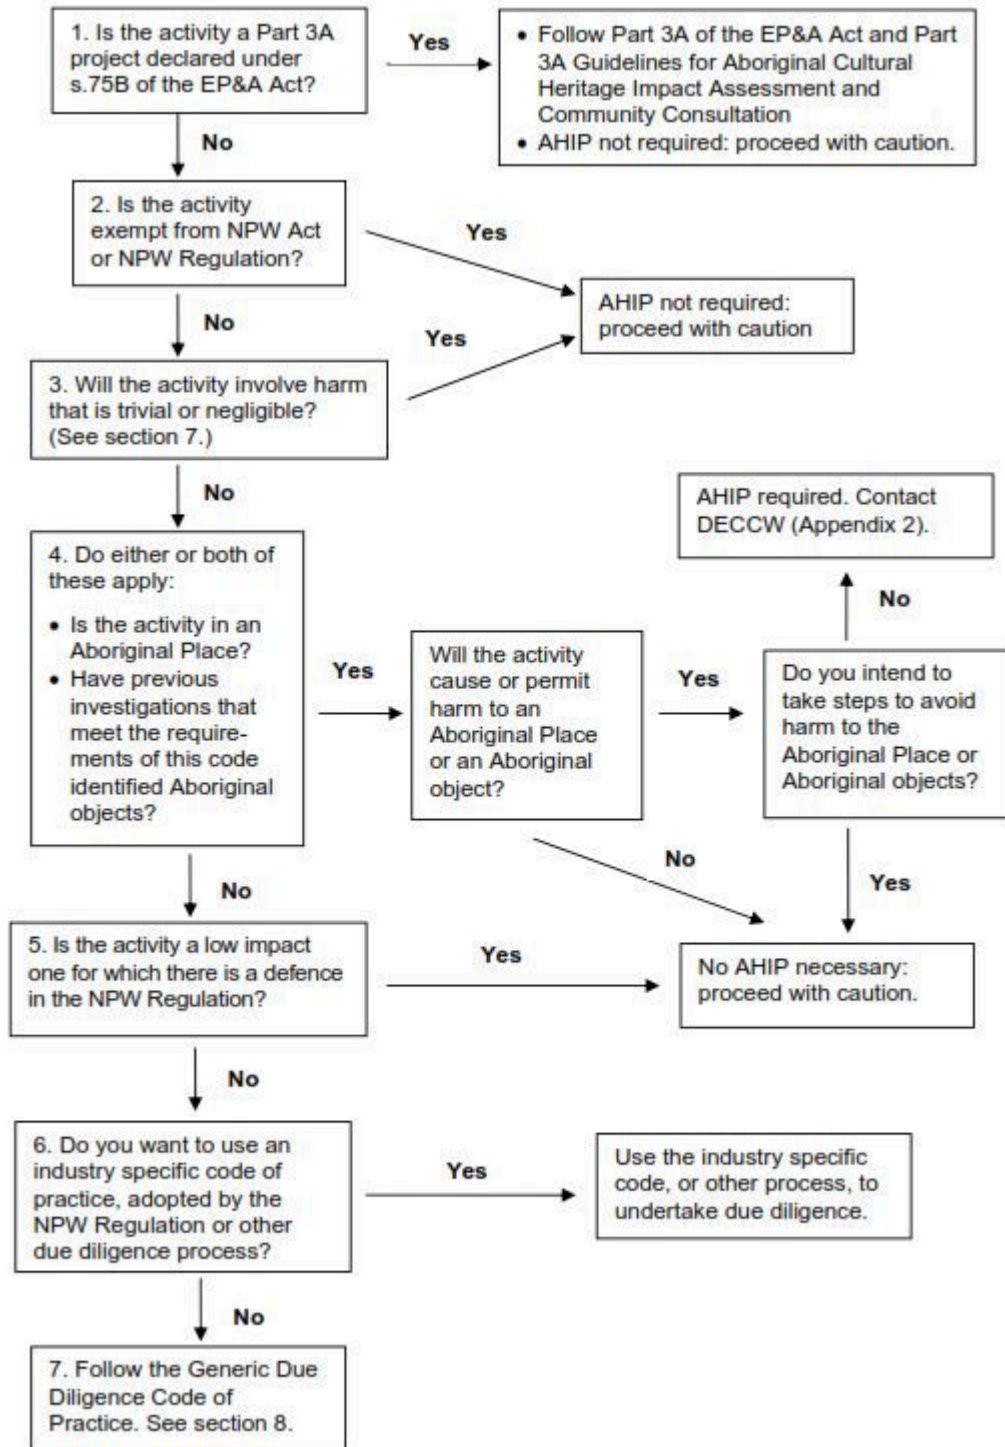 1. Is the activity a Part 3A
project declared under
s.75B of the EP&A Act?
Yes
• Follow Part 3A of the EP&A Act and Part
3A Guidelines for Aboriginal Cultural
Heritage Impact Assessment and
Community Consultation
• AHIP not required: proceed with caution.
No
2. Is the activity
exempt from NPW Act
or NPW Regulation?
Yes
AHIP not required:
proceed with caution
No
Yes
3. Will the activity involve harm
that is trivial or negligible?
(See section 7.)
No
AHIP required. Contact
DECCW (Appendix 2).
No
4. Do either or both of
these apply:
• Is the activity in an
Aboriginal Place?
• Have previous
investigations that
meet the require-
ments of this code
identified Aboriginal
objects?
Yes
Will the activity
cause or permit
harm to an
Aboriginal Place
or an Aboriginal
object?
Yes
Do you intend to
take steps to avoid
harm to the
Aboriginal Place or
Aboriginal objects?
No
Yes
No
5. Is the activity a low impact
one for which there is a defence
in the NPW Regulation?
Yes
No AHIP necessary:
proceed with caution.
No
6. Do you want to use an
industry specific code of
practice, adopted by the
NPW Regulation or other
due diligence process?
Yes
Use the industry specific
code, or other process, to
undertake due diligence.
No
7. Follow the Generic Due
Diligence Code of
Practice. See section 8.